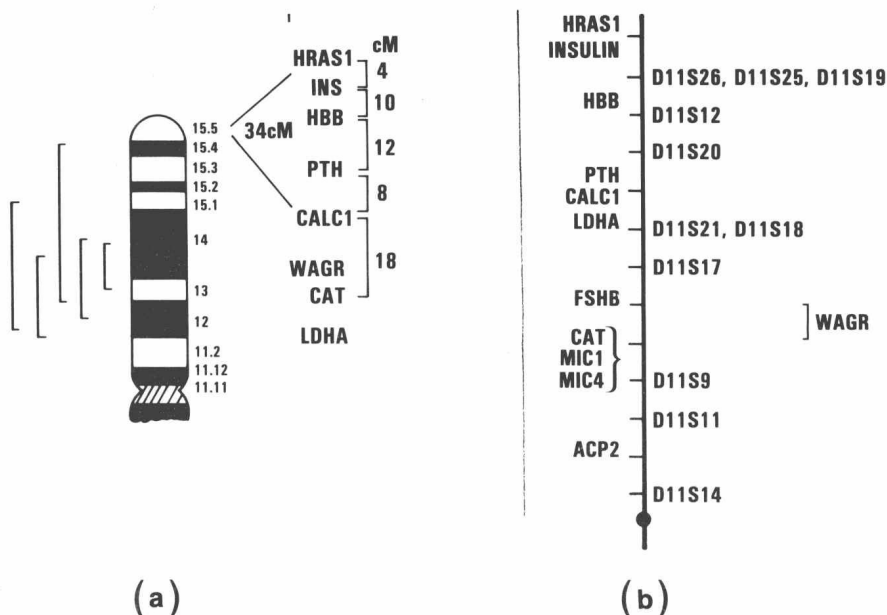 cM
HRAS1
4
INS
10
HBB
15.5
34cM
15.4
12
15.3
PTH
15.2
8
15.1
CALC1
14
18
WAGR
13
CAT
12
LDHA
11.2
11.12
11.11
(a)
HRAS1
INSULIN
D11S26, D11S25, D11S19
HBB
D11S12
D11S20
PTH
CALC1
LDHA
D11S21, D11S18
D11S17
FSHB
WAGR
CAT
MIC1
MIC4
D11S9
D11S11
ACP2
D11S14
(b)